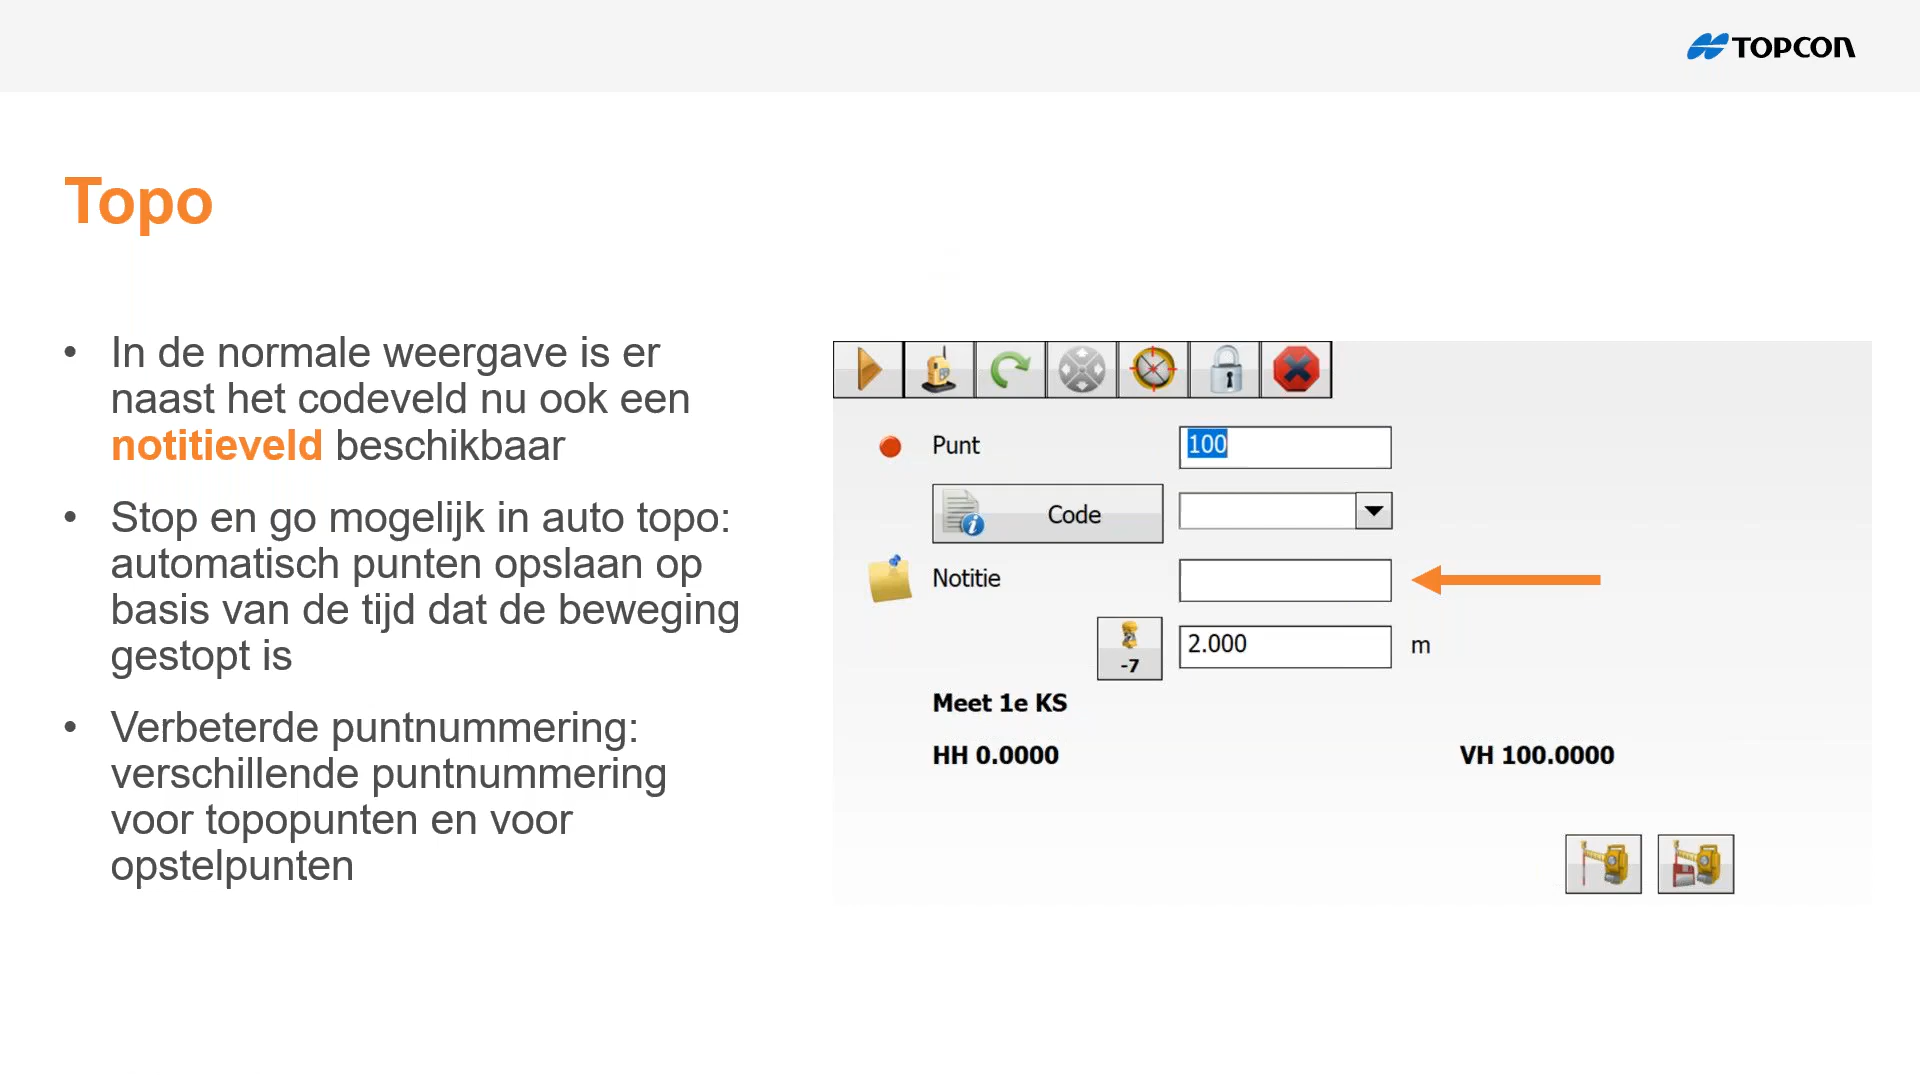 TOPCON
Topo
• In de normale weergave is er
naast het codeveld nu ook een
notitieveld beschikbaar
• Stop en go mogelijk in auto topo:
automatisch punten opslaan op
basis van de tijd dat de beweging
gestopt is
• Verbeterde puntnummering:
verschillende puntnummering
voor topopunten en voor
opstelpunten
Punt 100
Code
Notitie
-7 2.000 m
Meet 1e KS
HH 0.0000 VH 100.0000